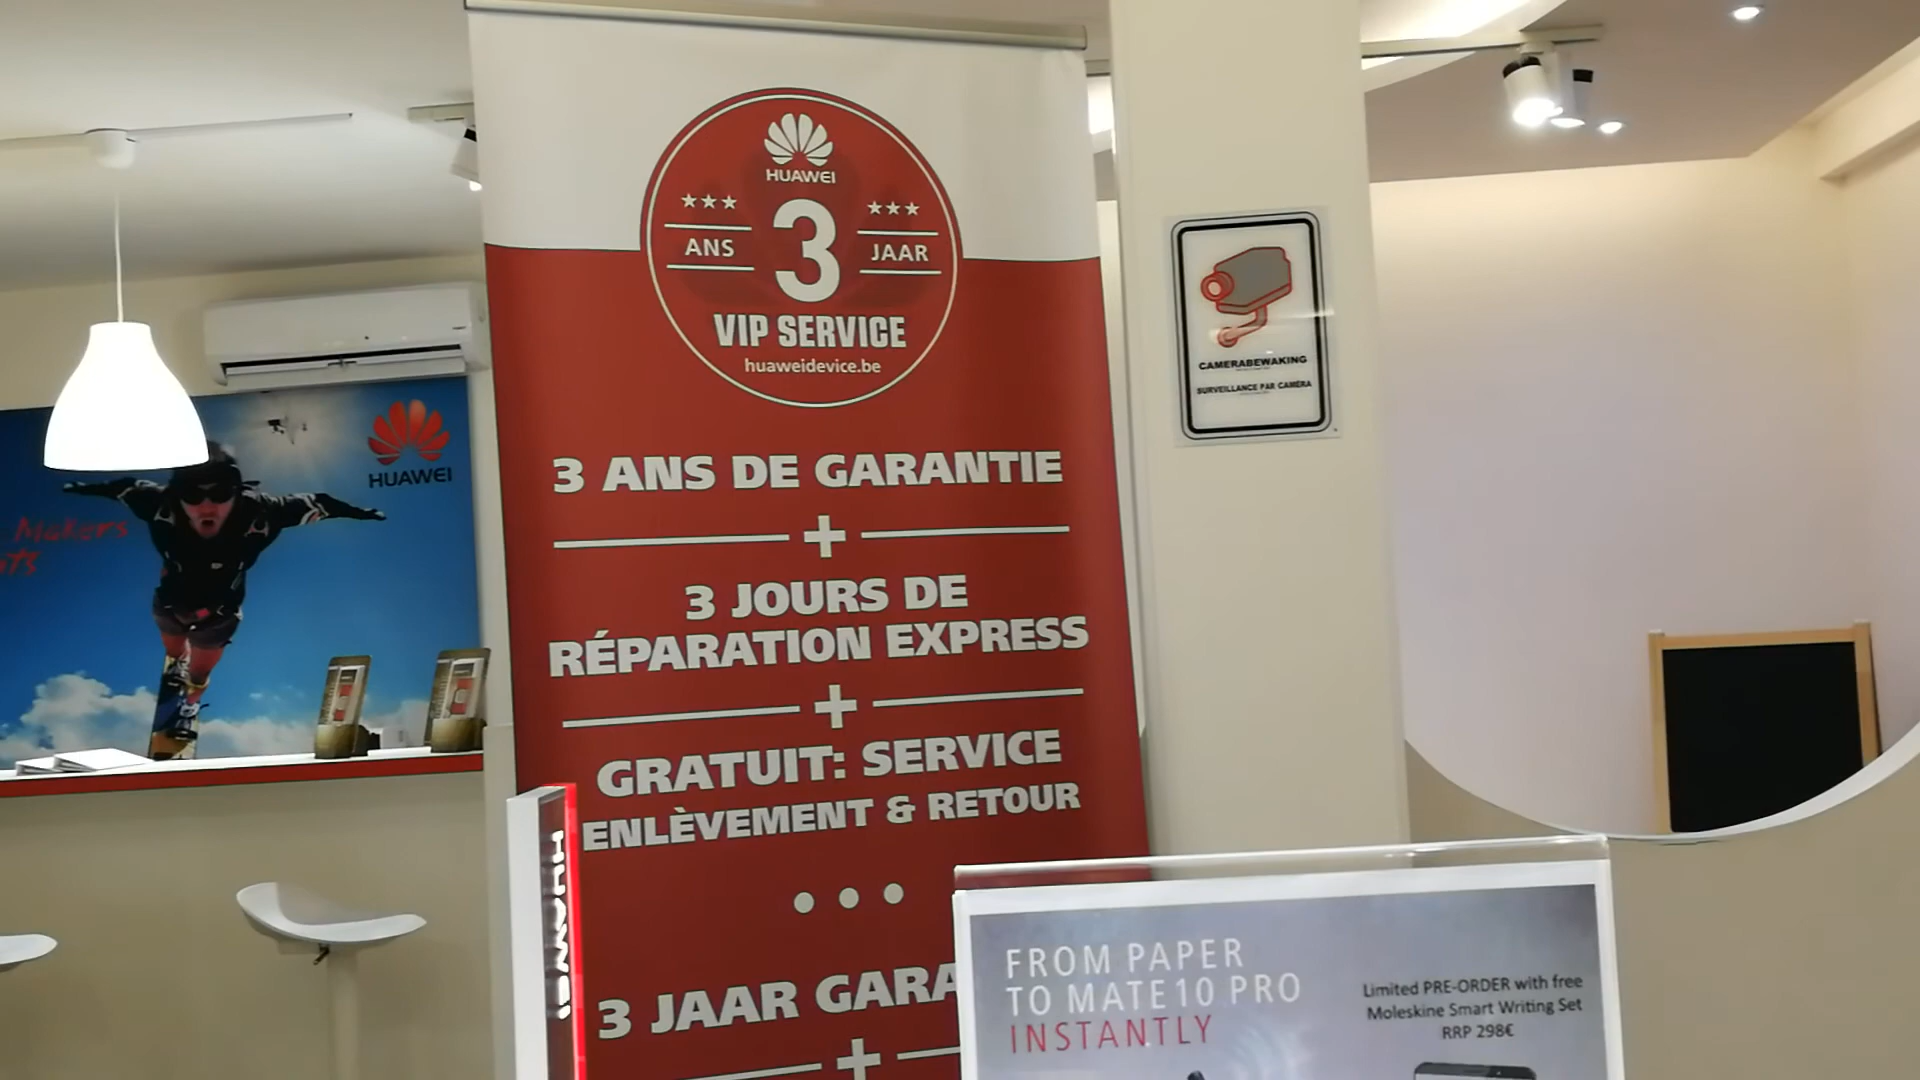 HUAWEI
ANS
3
JAAR
VIP SERVICE
huaweidevice.be
3 ANS DE GARANTIE
+
3 JOURS DE
RÉPARATION EXPRESS
+
GRATUIT: SERVICE
ENLÈVEMENT & RETOUR
3 JAAR GARA
+
CAMERABEWAKING
SURVEILLANCE PAR CAMÉRA
HUAWEI
Makers
HUAWEI
FROM PAPER
TO MATE10 PRO
INSTANTLY
Limited PRE-ORDER with free
Moleskine Smart Writing Set
RRP 298€